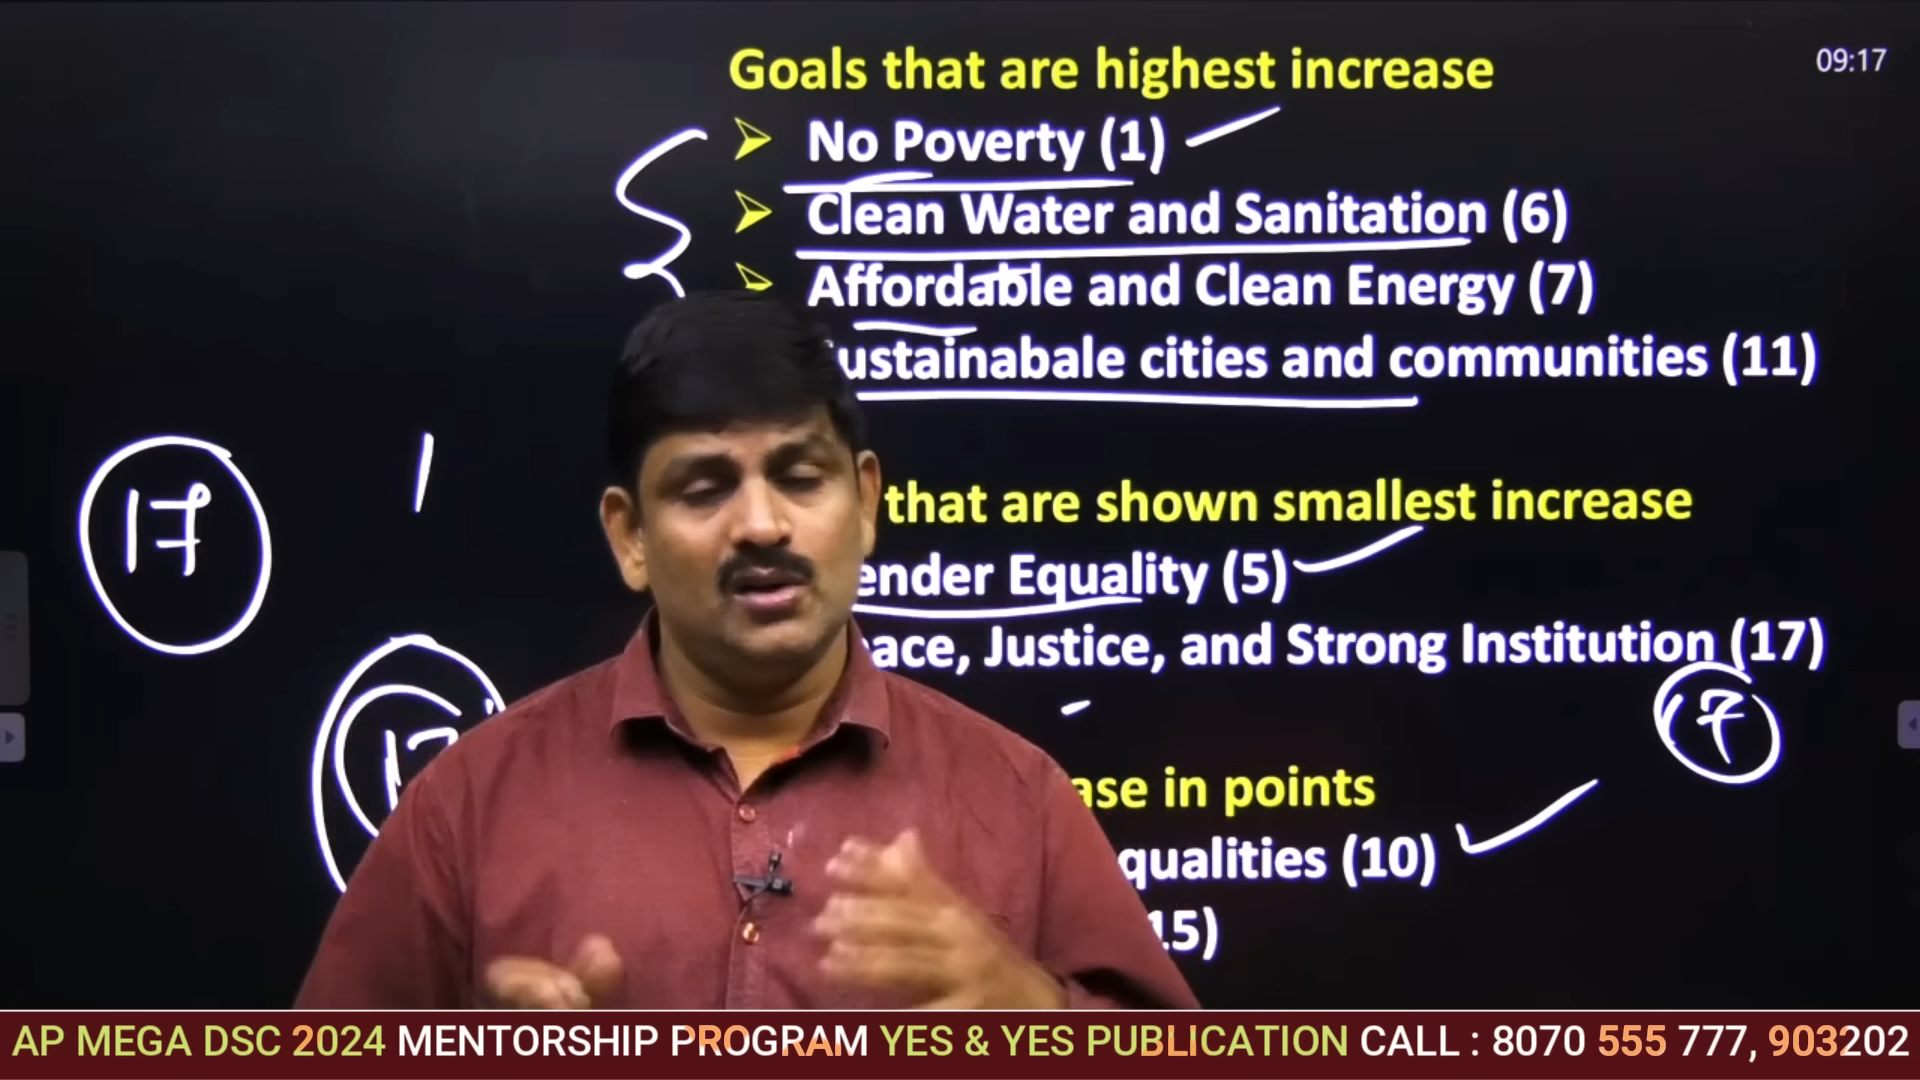 Goals that are highest increase
09:17
➤ No Poverty (1)
➤ Clean Water and Sanitation (6)
➤ Affordable and Clean Energy (7)
ustainabale cities and communities (11)
that are shown smallest increase
17
ender Equality (5)
ace, Justice, and Strong Institution (17)
17
ase in points
qualities (10)
15)
AP MEGA DSC 2024 MENTORSHIP PROGRAM YES & YES PUBLICATION CALL : 8070 555 777, 903202